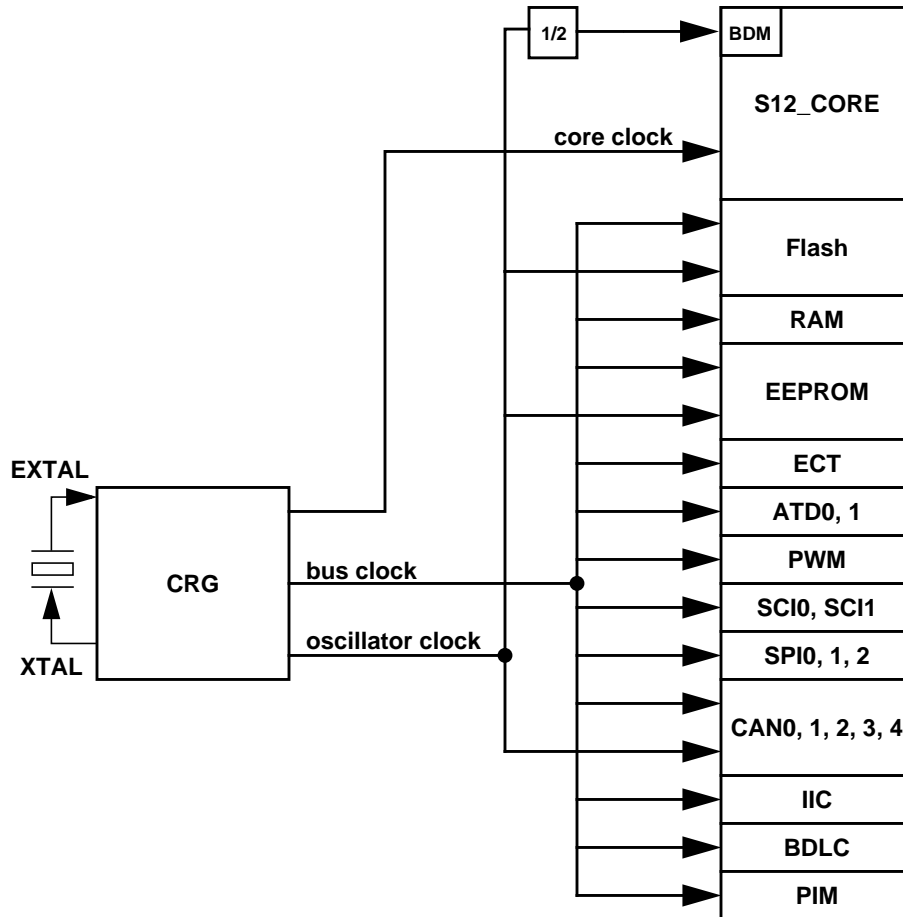 1/2
BDM
S12_CORE
core clock
Flash
RAM
EEPROM
EXTAL
ECT
ATD0, 1
PWM
bus clock
CRG
SCI0, SCI1
oscillator clock
SPI0, 1, 2
XTAL
CAN0, 1, 2, 3, 4
IIC
BDLC
PIM